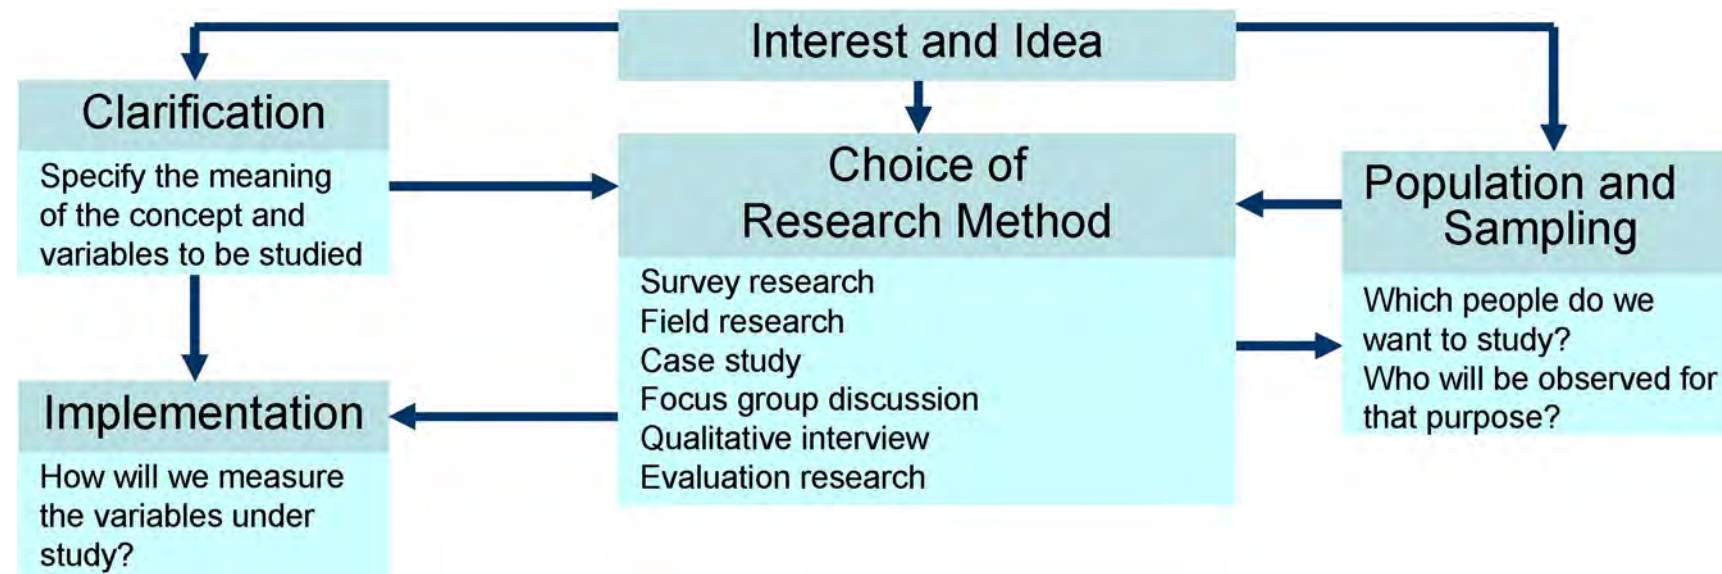 Interest and Idea
Clarification
Specify the meaning
of the concept and
variables to be studied
Choice of
Research Method
Survey research
Field research
Case study
Focus group discussion
Qualitative interview
Evaluation research
Population and
Sampling
Which people do we
want to study?
Who will be observed for
that purpose?
Implementation
How will we measure
the variables under
study?